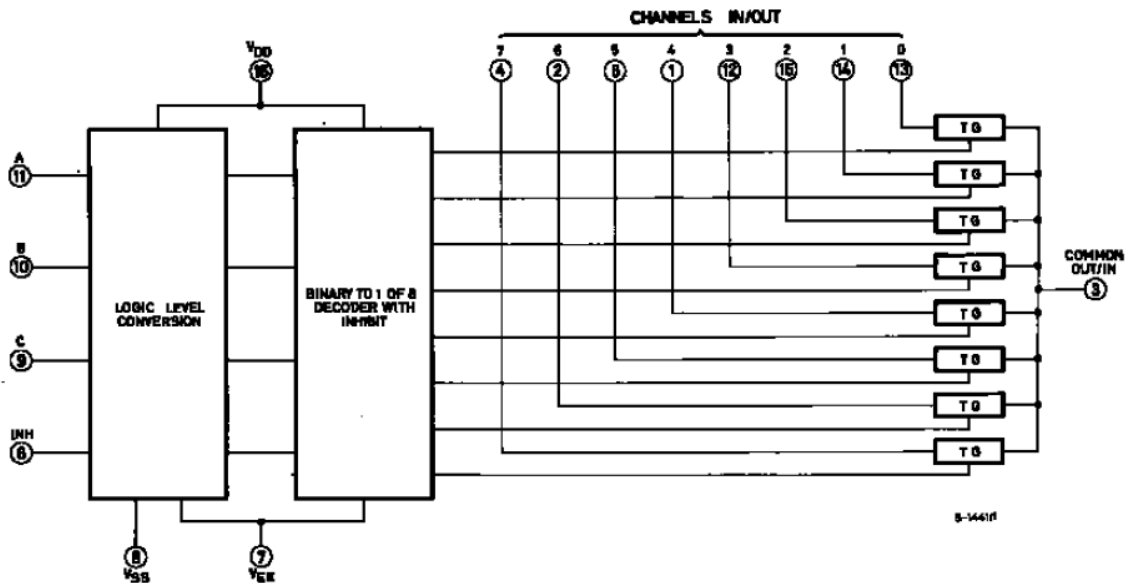 CHANNELS IN/OUT
7 6 5 4 3 2 1 0
4 2 5 1 12 15 14 13
VDD
16
A
11
B
10
C
9
INH
6
LOGIC LEVEL
CONVERSION
BINARY TO 1 OF 8
DECODER WITH
INHIBIT
TG
TG
TG
TG
TG
TG
TG
TG
COMMON
OUT/IN
3
8
VSS
7
VEE